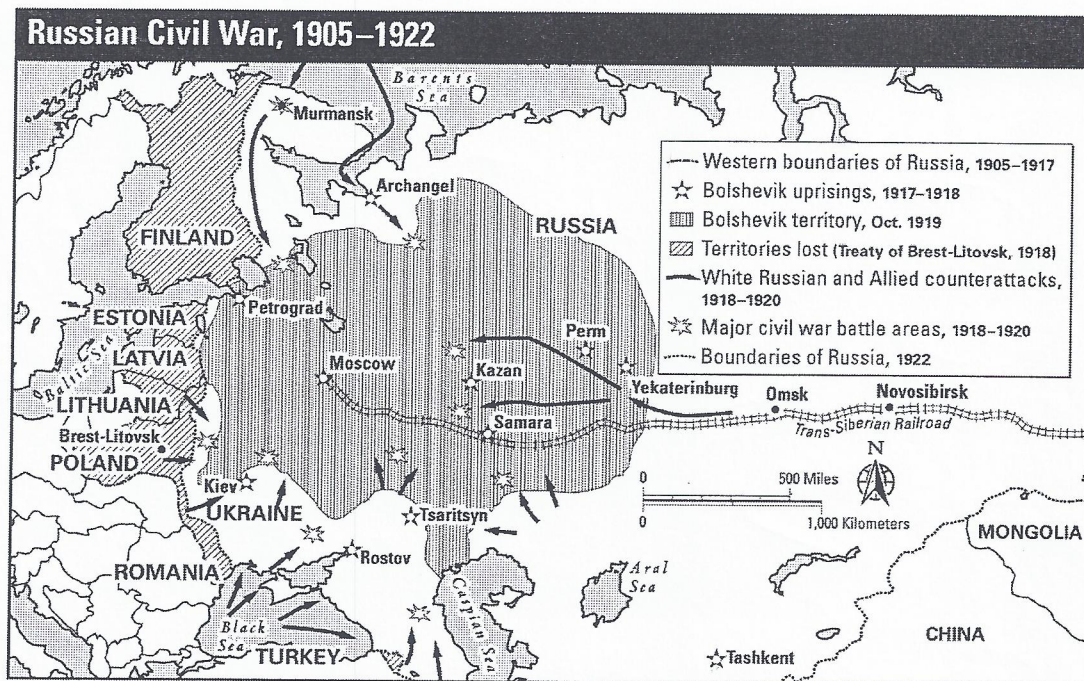 Russian Civil War, 1905–1922
Barents
Sea
Murmansk
Archangel
Western boundaries of Russia, 1905–1917
Bolshevik uprisings, 1917–1918
Bolshevik territory, Oct. 1919
Territories lost (Treaty of Brest-Litovsk, 1918)
White Russian and Allied counterattacks,
1918–1920
Major civil war battle areas, 1918–1920
Boundaries of Russia, 1922
RUSSIA
FINLAND
Petrograd
ESTONIA
Baltic Sea
LATVIA
LITHUANIA
Brest-Litovsk
POLAND
Moscow
Perm
Kazan
Yekaterinburg
Samara
Omsk
Novosibirsk
Trans-Siberian Railroad
N
0 500 Miles
0 1,000 Kilometers
Kiev
UKRAINE
Tsaritsyn
Rostov
ROMANIA
Black
Sea
TURKEY
Caspian Sea
Aral
Sea
MONGOLIA
CHINA
Tashkent